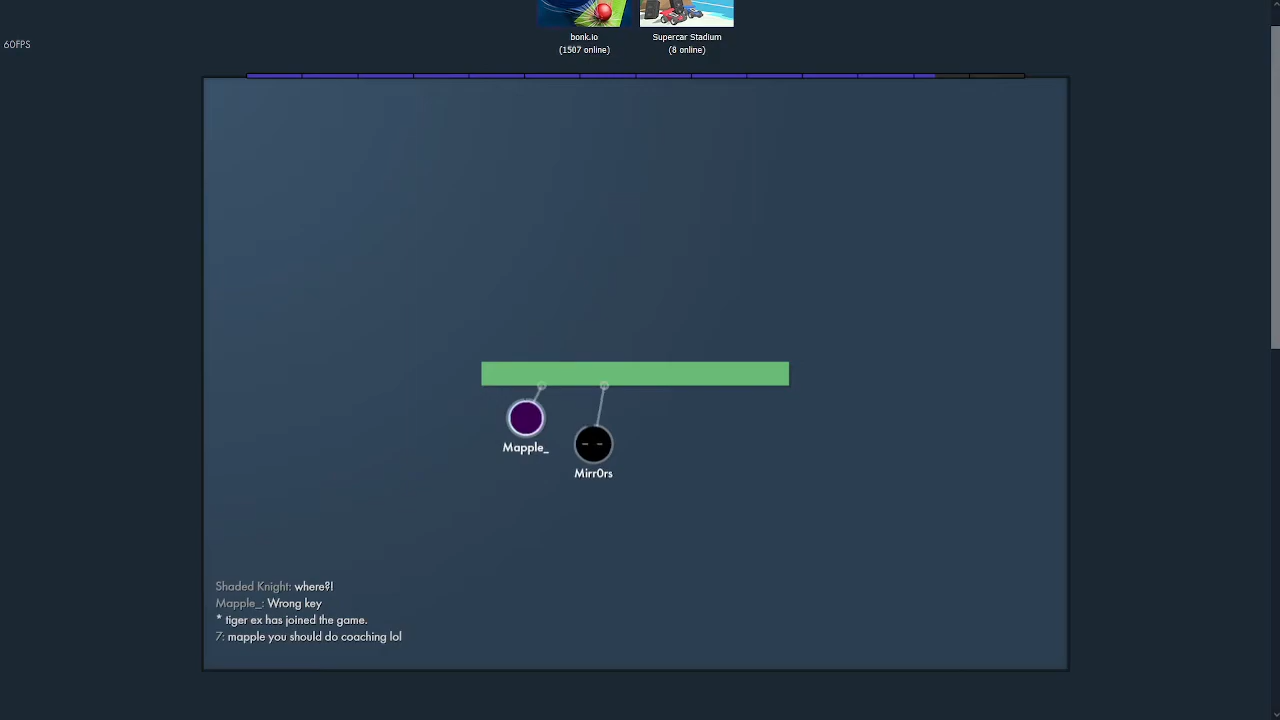 bonk.io
(1507 online)
Supercar Stadium
(8 online)
60FPS
Mapple_
Mirr0rs
Shaded Knight: where?!
Mapple_: Wrong key
* tiger ex has joined the game.
7: mapple you should do coaching lol